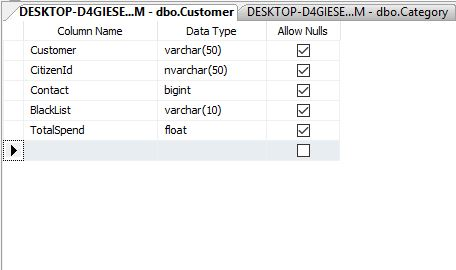 DESKTOP-D4GIESE...M - dbo.Customer DESKTOP-D4GIESE...M - dbo.Category
Column Name Data Type Allow Nulls
Customer varchar(50)
CitizenId nvarchar(50)
Contact bigint
BlackList varchar(10)
TotalSpend float